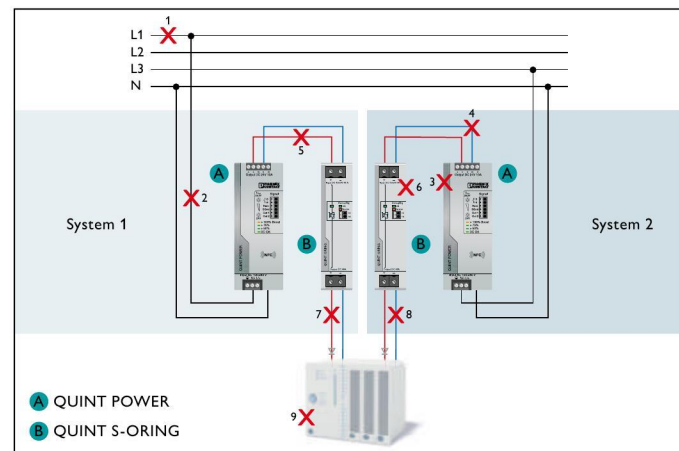 1
L1
L2
L3
N
4
5
A
2
6
3
A
System 1
System 2
B
B
7
8
9
A QUINT POWER
B QUINT S-ORING